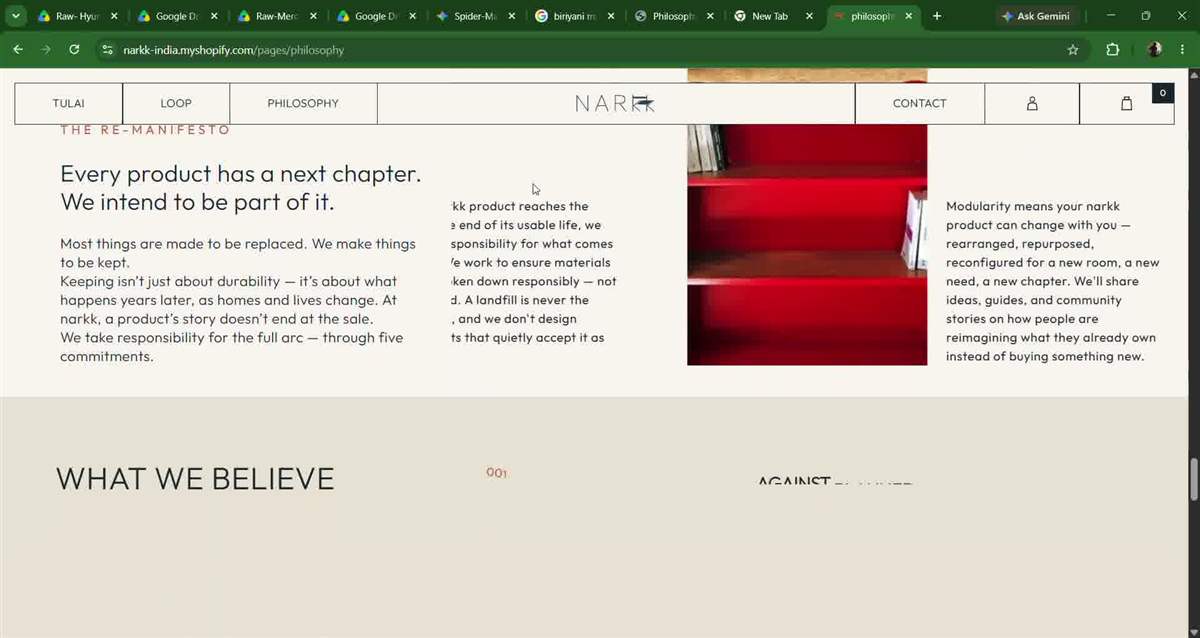 Raw- Hyun
Google Dr
Raw-Merc
Google Dr
Spider-Ma
biriyani m
Philosoph
New Tab
philosoph
Ask Gemini
narkk-india.myshopify.com/pages/philosophy
TULAI
LOOP
PHILOSOPHY
NARKK
CONTACT
0
THE RE-MANIFESTO
Every product has a next chapter.
We intend to be part of it.
Most things are made to be replaced. We make things
to be kept.
Keeping isn't just about durability — it's about what
happens years later, as homes and lives change. At
narkk, a product's story doesn't end at the sale.
We take responsibility for the full arc — through five
commitments.
kk product reaches the
e end of its usable life, we
sponsibility for what comes
e work to ensure materials
ken down responsibly — not
d. A landfill is never the
, and we don't design
ts that quietly accept it as
Modularity means your narkk
product can change with you —
rearranged, repurposed,
reconfigured for a new room, a new
need, a new chapter. We'll share
ideas, guides, and community
stories on how people are
reimagining what they already own
instead of buying something new.
WHAT WE BELIEVE
001
AGAINST